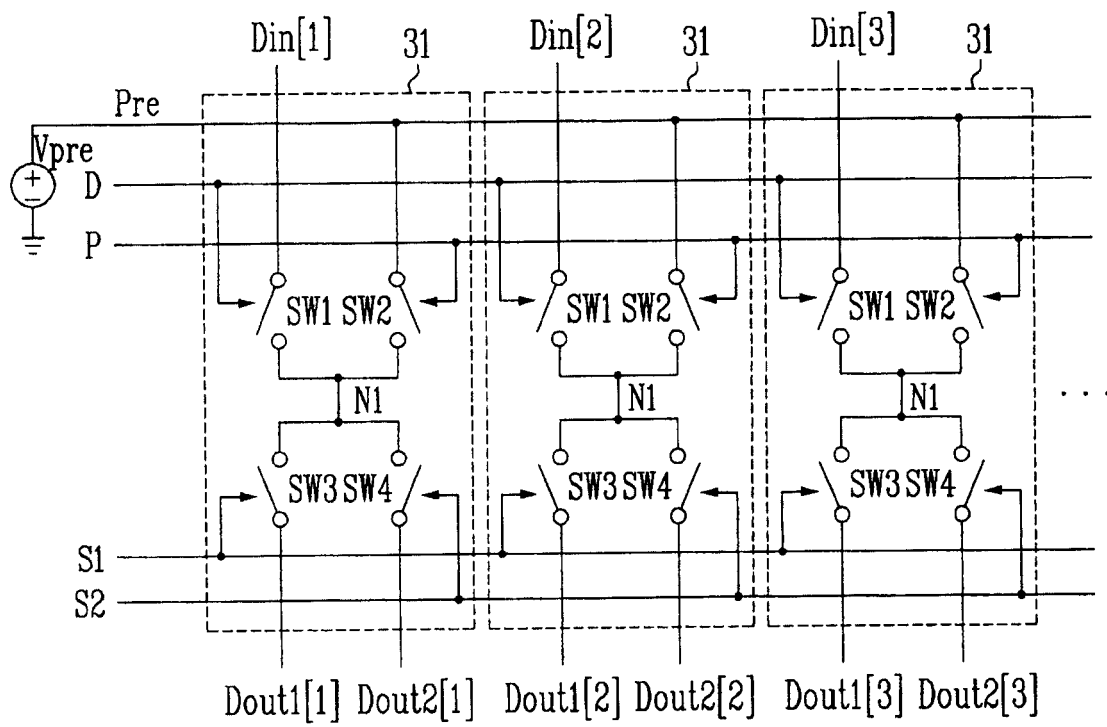 Din[1] 31 Din[2] 31 Din[3] 31
Pre
Vpre
+
−
D
P
SW1 SW2 SW1 SW2 SW1 SW2
N1 N1 N1
. . .
SW3 SW4 SW3 SW4 SW3 SW4
S1
S2
Dout1[1] Dout2[1] Dout1[2] Dout2[2] Dout1[3] Dout2[3]